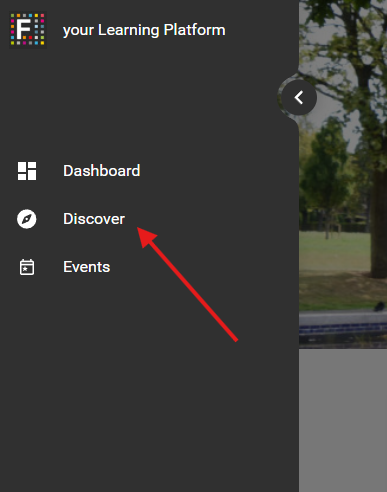 F
your Learning Platform
Dashboard
Discover
Events